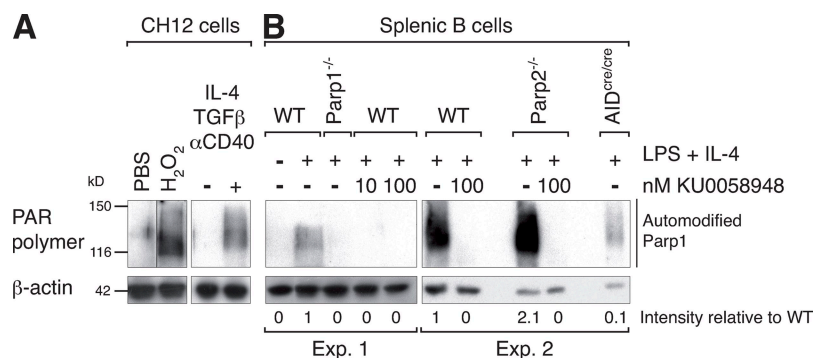 A CH12 cells B Splenic B cells
IL-4
TGFβ
αCD40
PBS H2O2 - +
WT Parp1-/- WT WT Parp2-/- AIDcre/cre
- + + + + + + + + + LPS + IL-4
- - - 10 100 - 100 - 100 - nM KU0058948
kD
PAR
polymer
150
116
Automodified
Parp1
β-actin 42
0 1 0 0 0 1 0 2.1 0 0.1 Intensity relative to WT
Exp. 1 Exp. 2